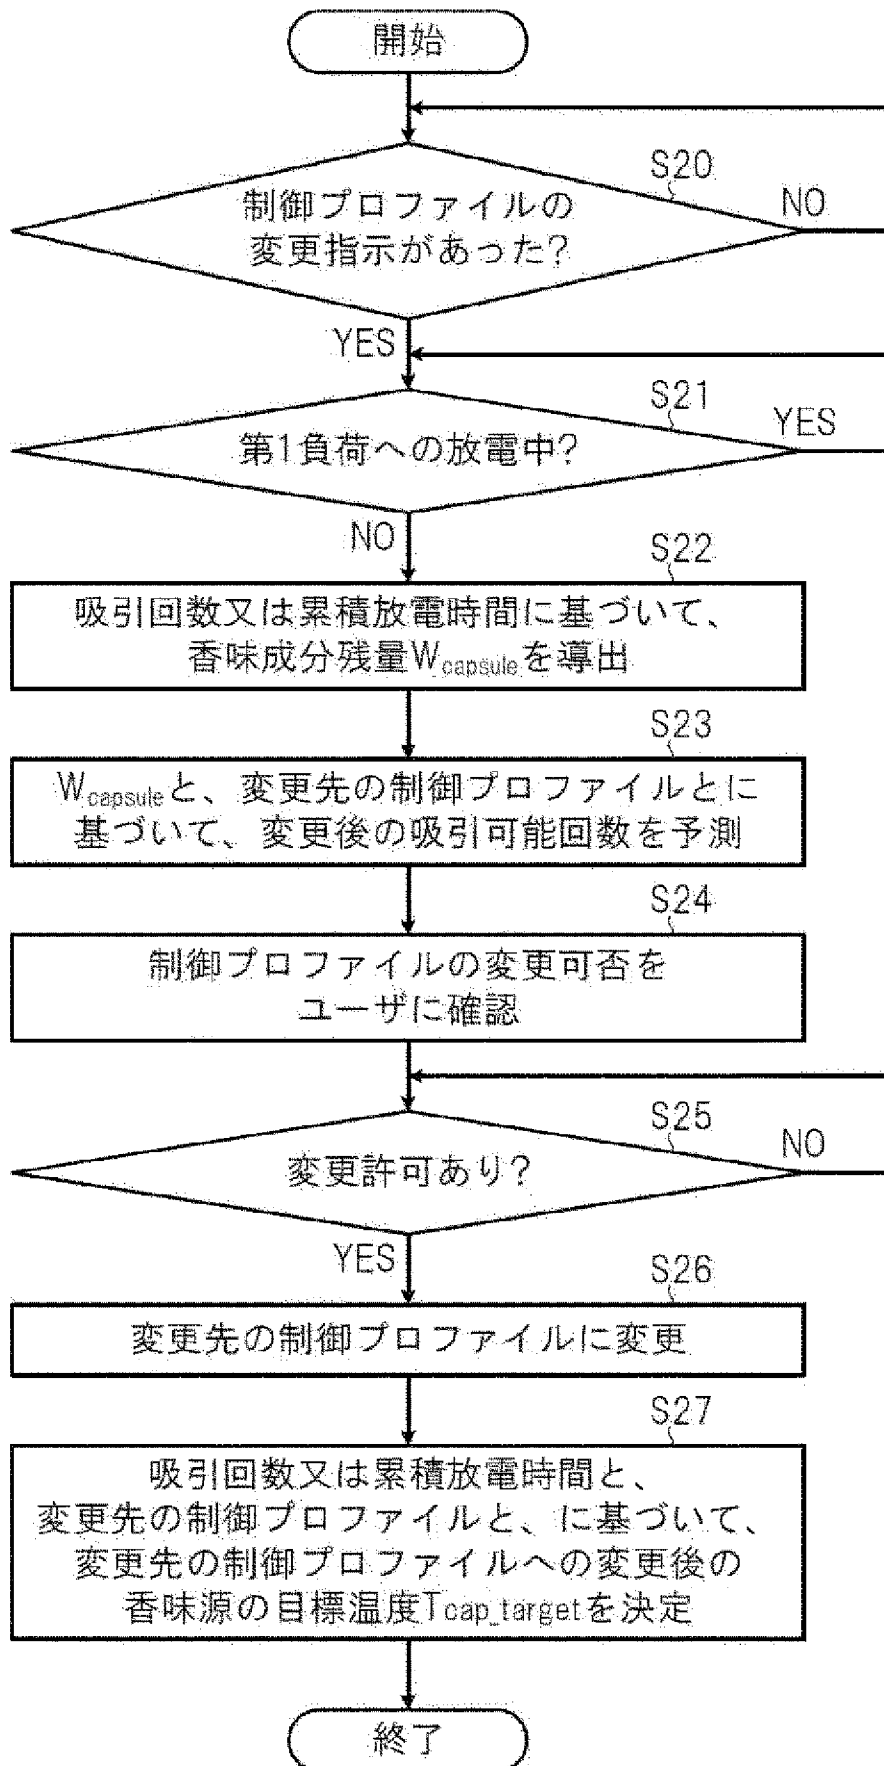 開始
S20
制御プロファイルの
変更指示があった?
NO
YES
S21
第1負荷への放電中?
YES
NO
S22
吸引回数又は累積放電時間に基づいて、
香味成分残量Wcapsuleを導出
S23
Wcapsuleと、変更先の制御プロファイルとに
基づいて、変更後の吸引可能回数を予測
S24
制御プロファイルの変更可否を
ユーザに確認
S25
変更許可あり?
NO
YES
S26
変更先の制御プロファイルに変更
S27
吸引回数又は累積放電時間と、
変更先の制御プロファイルと、に基づいて、
変更先の制御プロファイルへの変更後の
香味源の目標温度Tcap_targetを決定
終了